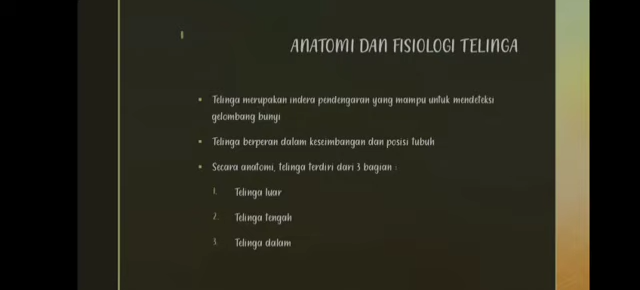 ANATOMI DAN FISIOLOGI TELINGA
• Telinga merupakan indera pendengaran yang mampu untuk mendeteksi
gelombang bunyi
• Telinga berperan dalam keseimbangan dan posisi tubuh
• Secara anatomi, telinga terdiri dari 3 bagian :
1. Telinga luar
2. Telinga tengah
3. Telinga dalam